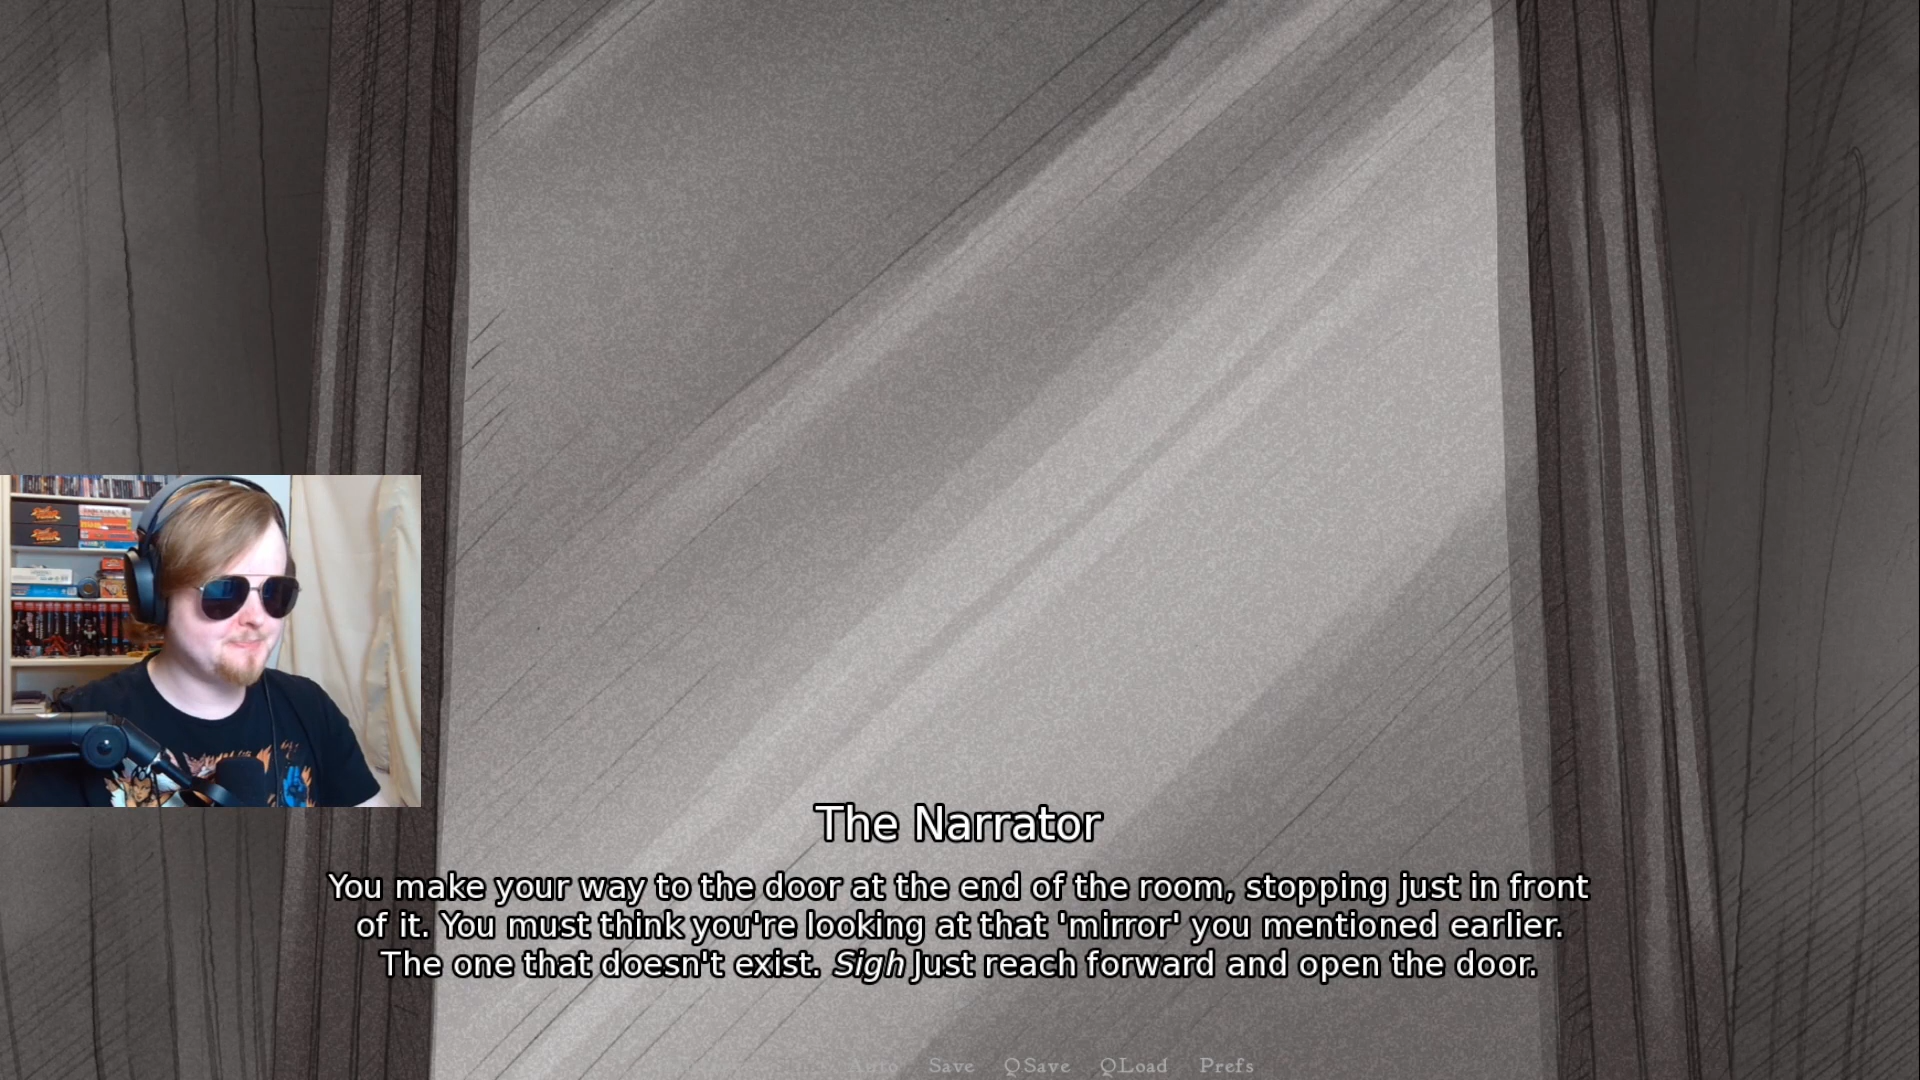 The Narrator
You make your way to the door at the end of the room, stopping just in front
of it. You must think you're looking at that 'mirror' you mentioned earlier.
The one that doesn't exist. Sigh Just reach forward and open the door.
Auto Save QSave QLoad Prefs